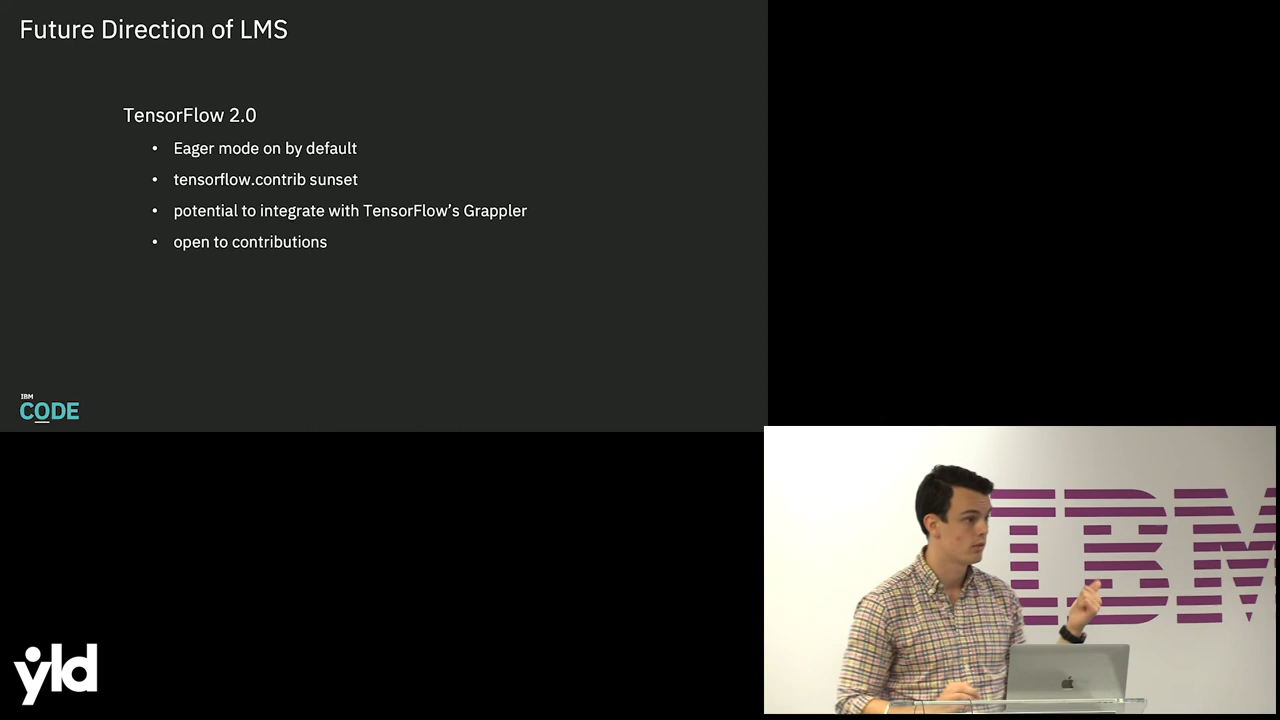 Future Direction of LMS
TensorFlow 2.0
• Eager mode on by default
• tensorflow.contrib sunset
• potential to integrate with TensorFlow’s Grappler
• open to contributions
IBM
CODE
IBM
yld